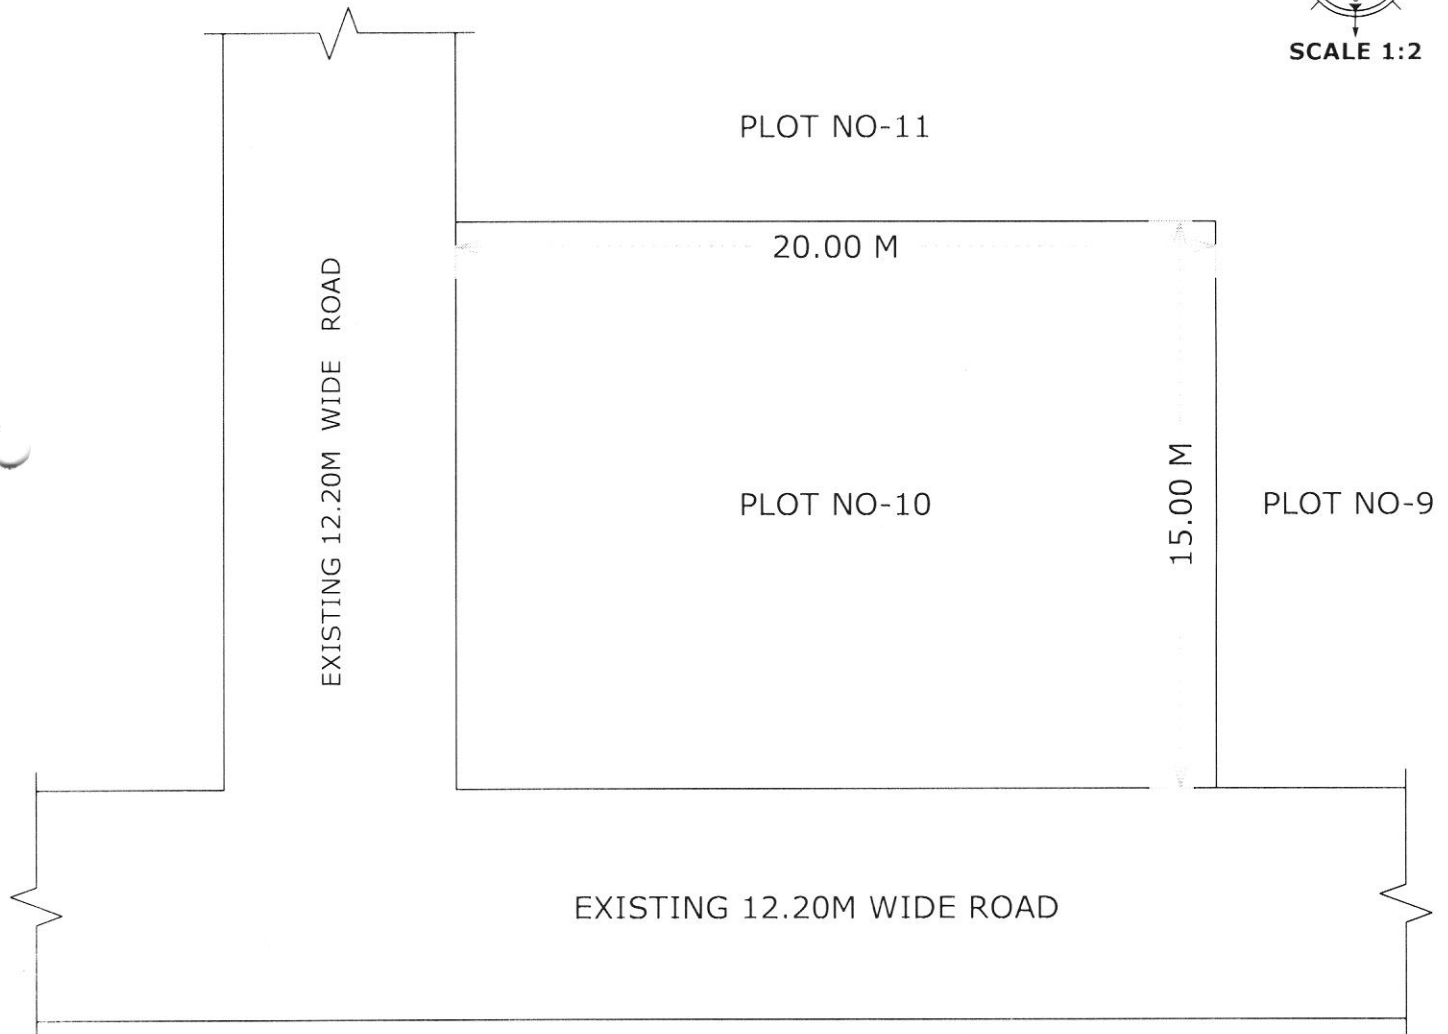 SCALE 1:2
PLOT NO-11
20.00 M
EXISTING 12.20M WIDE ROAD
PLOT NO-10
15.00 M
PLOT NO-9
EXISTING 12.20M WIDE ROAD